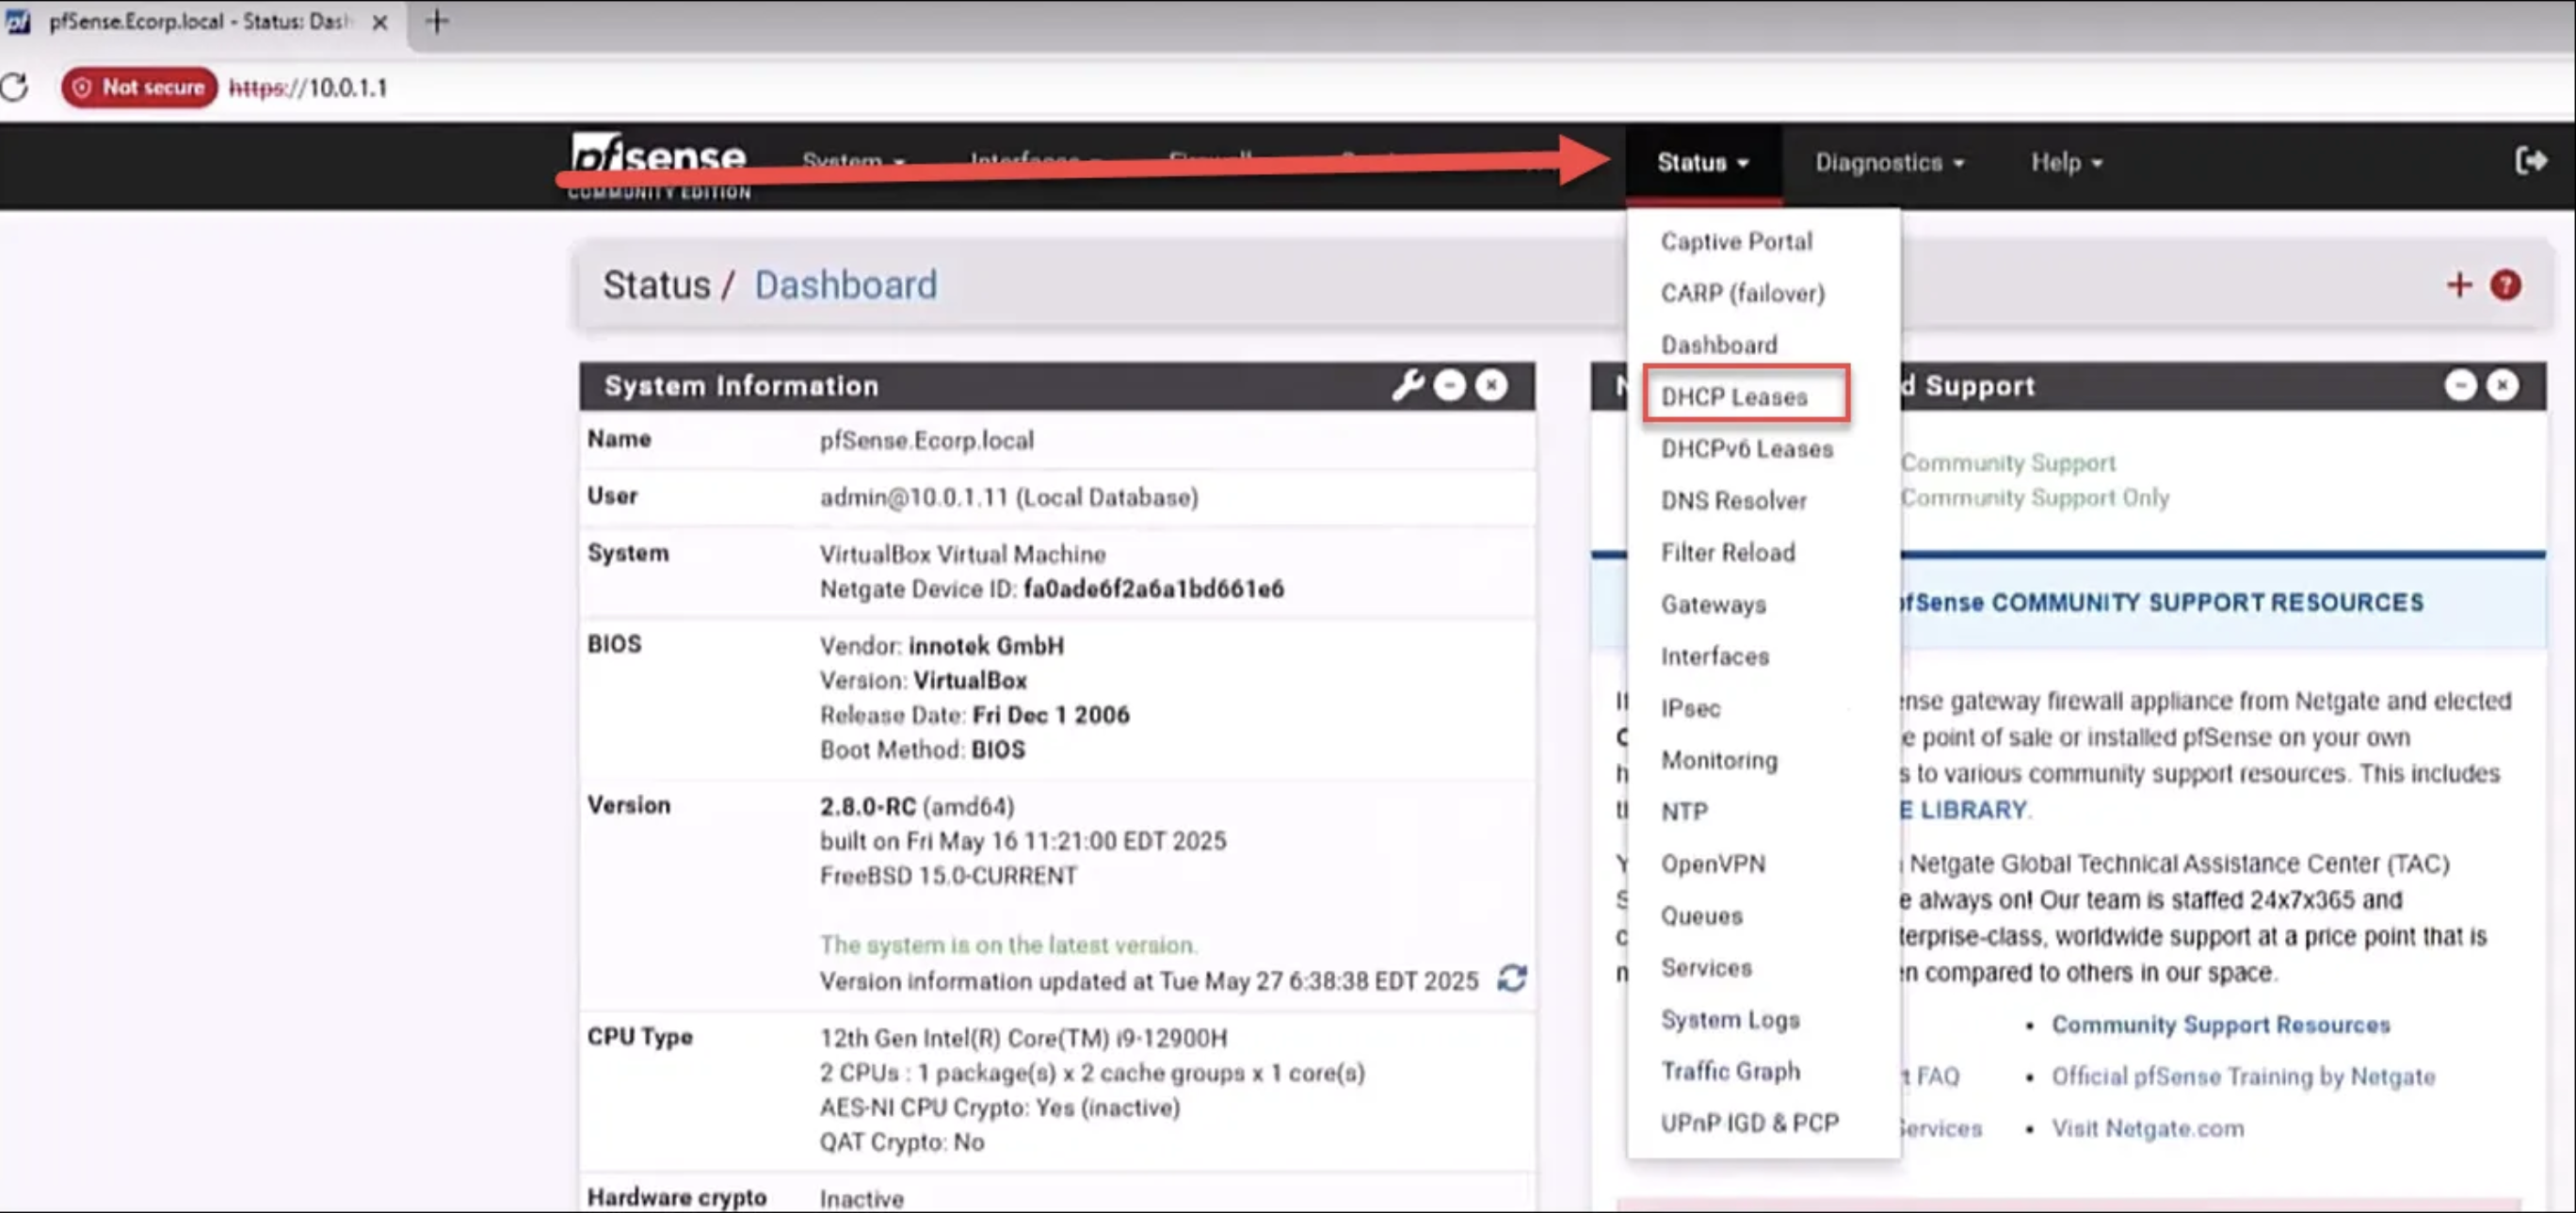 pfSense.Ecorp.local - Status: Dash
Not secure https://10.0.1.1
pfsense
COMMUNITY EDITION
System
Interfaces
Status
Diagnostics
Help
Status / Dashboard
Captive Portal
CARP (failover)
Dashboard
DHCP Leases
DHCPv6 Leases
DNS Resolver
Filter Reload
Gateways
Interfaces
IPsec
Monitoring
NTP
OpenVPN
Queues
Services
System Logs
Traffic Graph
UPnP IGD & PCP
System Information
Name pfSense.Ecorp.local
User admin@10.0.1.11 (Local Database)
System VirtualBox Virtual Machine
Netgate Device ID: fa0ade6f2a6a1bd661e6
BIOS Vendor: innotek GmbH
Version: VirtualBox
Release Date: Fri Dec 1 2006
Boot Method: BIOS
Version 2.8.0-RC (amd64)
built on Fri May 16 11:21:00 EDT 2025
FreeBSD 15.0-CURRENT
The system is on the latest version.
Version information updated at Tue May 27 6:38:38 EDT 2025
CPU Type 12th Gen Intel(R) Core(TM) i9-12900H
2 CPUs : 1 package(s) x 2 cache groups x 1 core(s)
AES-NI CPU Crypto: Yes (inactive)
QAT Crypto: No
Hardware crypto Inactive
d Support
Community Support
Community Support Only
fSense COMMUNITY SUPPORT RESOURCES
nse gateway firewall appliance from Netgate and elected
e point of sale or installed pfSense on your own
s to various community support resources. This includes
E LIBRARY.
Netgate Global Technical Assistance Center (TAC)
e always on! Our team is staffed 24x7x365 and
terprise-class, worldwide support at a price point that is
n compared to others in our space.
• Community Support Resources
t FAQ • Official pfSense Training by Netgate
Services • Visit Netgate.com